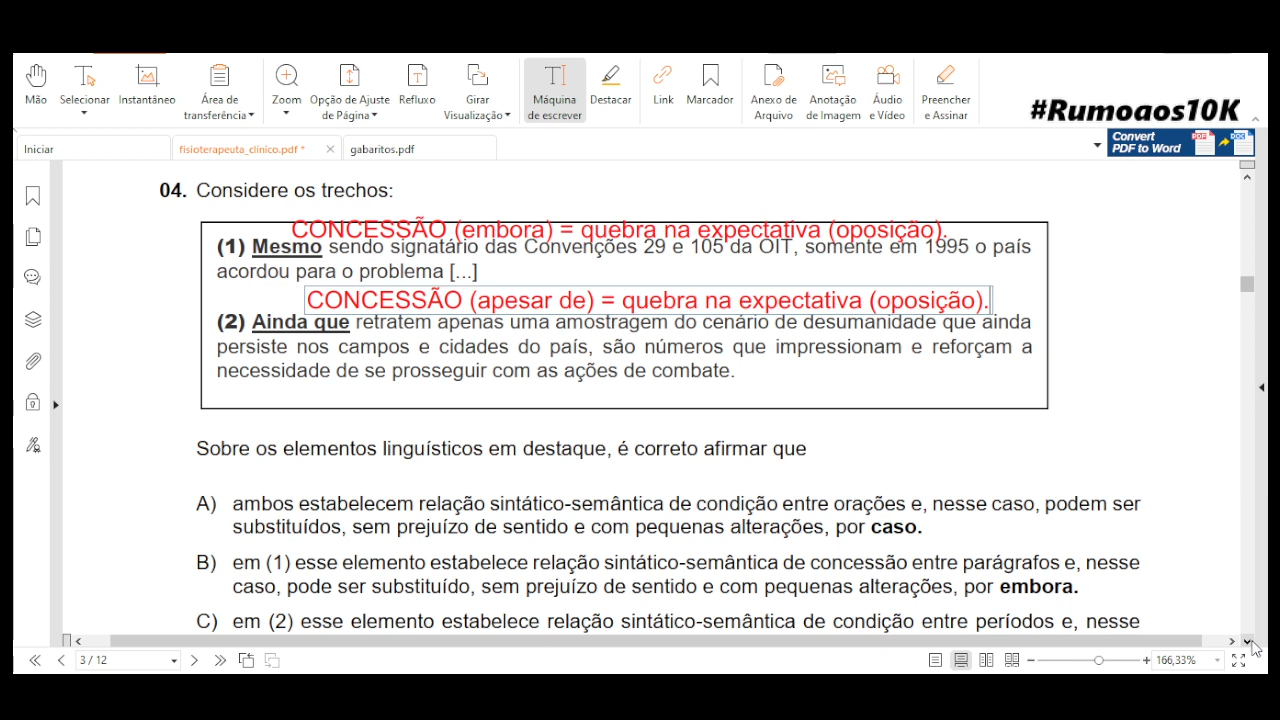 Mão
Selecionar
Instantâneo
Área de transferência
Zoom
Opção de Ajuste de Página
Refluxo
Girar Visualização
Máquina de escrever
Destacar
Link
Marcador
Anexo de Arquivo
Anotação de Imagem
Áudio e Vídeo
Preencher e Assinar
#Rumoaos10K
Iniciar
fisioterapeuta_clínico.pdf *
gabaritos.pdf
Convert
PDF to Word
04. Considere os trechos:
CONCESSÃO (embora) = quebra na expectativa (oposição).
(1) Mesmo sendo signatário das Convenções 29 e 105 da OIT, somente em 1995 o país
acordou para o problema [...]
CONCESSÃO (apesar de) = quebra na expectativa (oposição).
(2) Ainda que retratem apenas uma amostragem do cenário de desumanidade que ainda
persiste nos campos e cidades do país, são números que impressionam e reforçam a
necessidade de se prosseguir com as ações de combate.
Sobre os elementos linguísticos em destaque, é correto afirmar que
A) ambos estabelecem relação sintático-semântica de condição entre orações e, nesse caso, podem ser
substituídos, sem prejuízo de sentido e com pequenas alterações, por caso.
B) em (1) esse elemento estabelece relação sintático-semântica de concessão entre parágrafos e, nesse
caso, pode ser substituído, sem prejuízo de sentido e com pequenas alterações, por embora.
C) em (2) esse elemento estabelece relação sintático-semântica de condição entre períodos e, nesse
3 / 12
166,33%